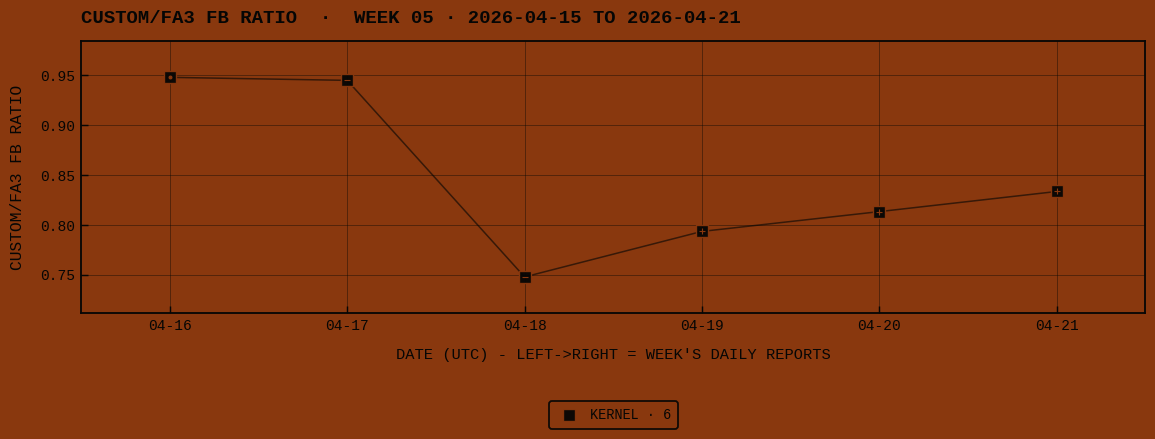 CUSTOM/FA3 FB RATIO · WEEK 05 · 2026-04-15 TO 2026-04-21
CUSTOM/FA3 FB RATIO
0.95
0.90
0.85
0.80
0.75
04-16 04-17 04-18 04-19 04-20 04-21
DATE (UTC) - LEFT->RIGHT = WEEK'S DAILY REPORTS
KERNEL · 6